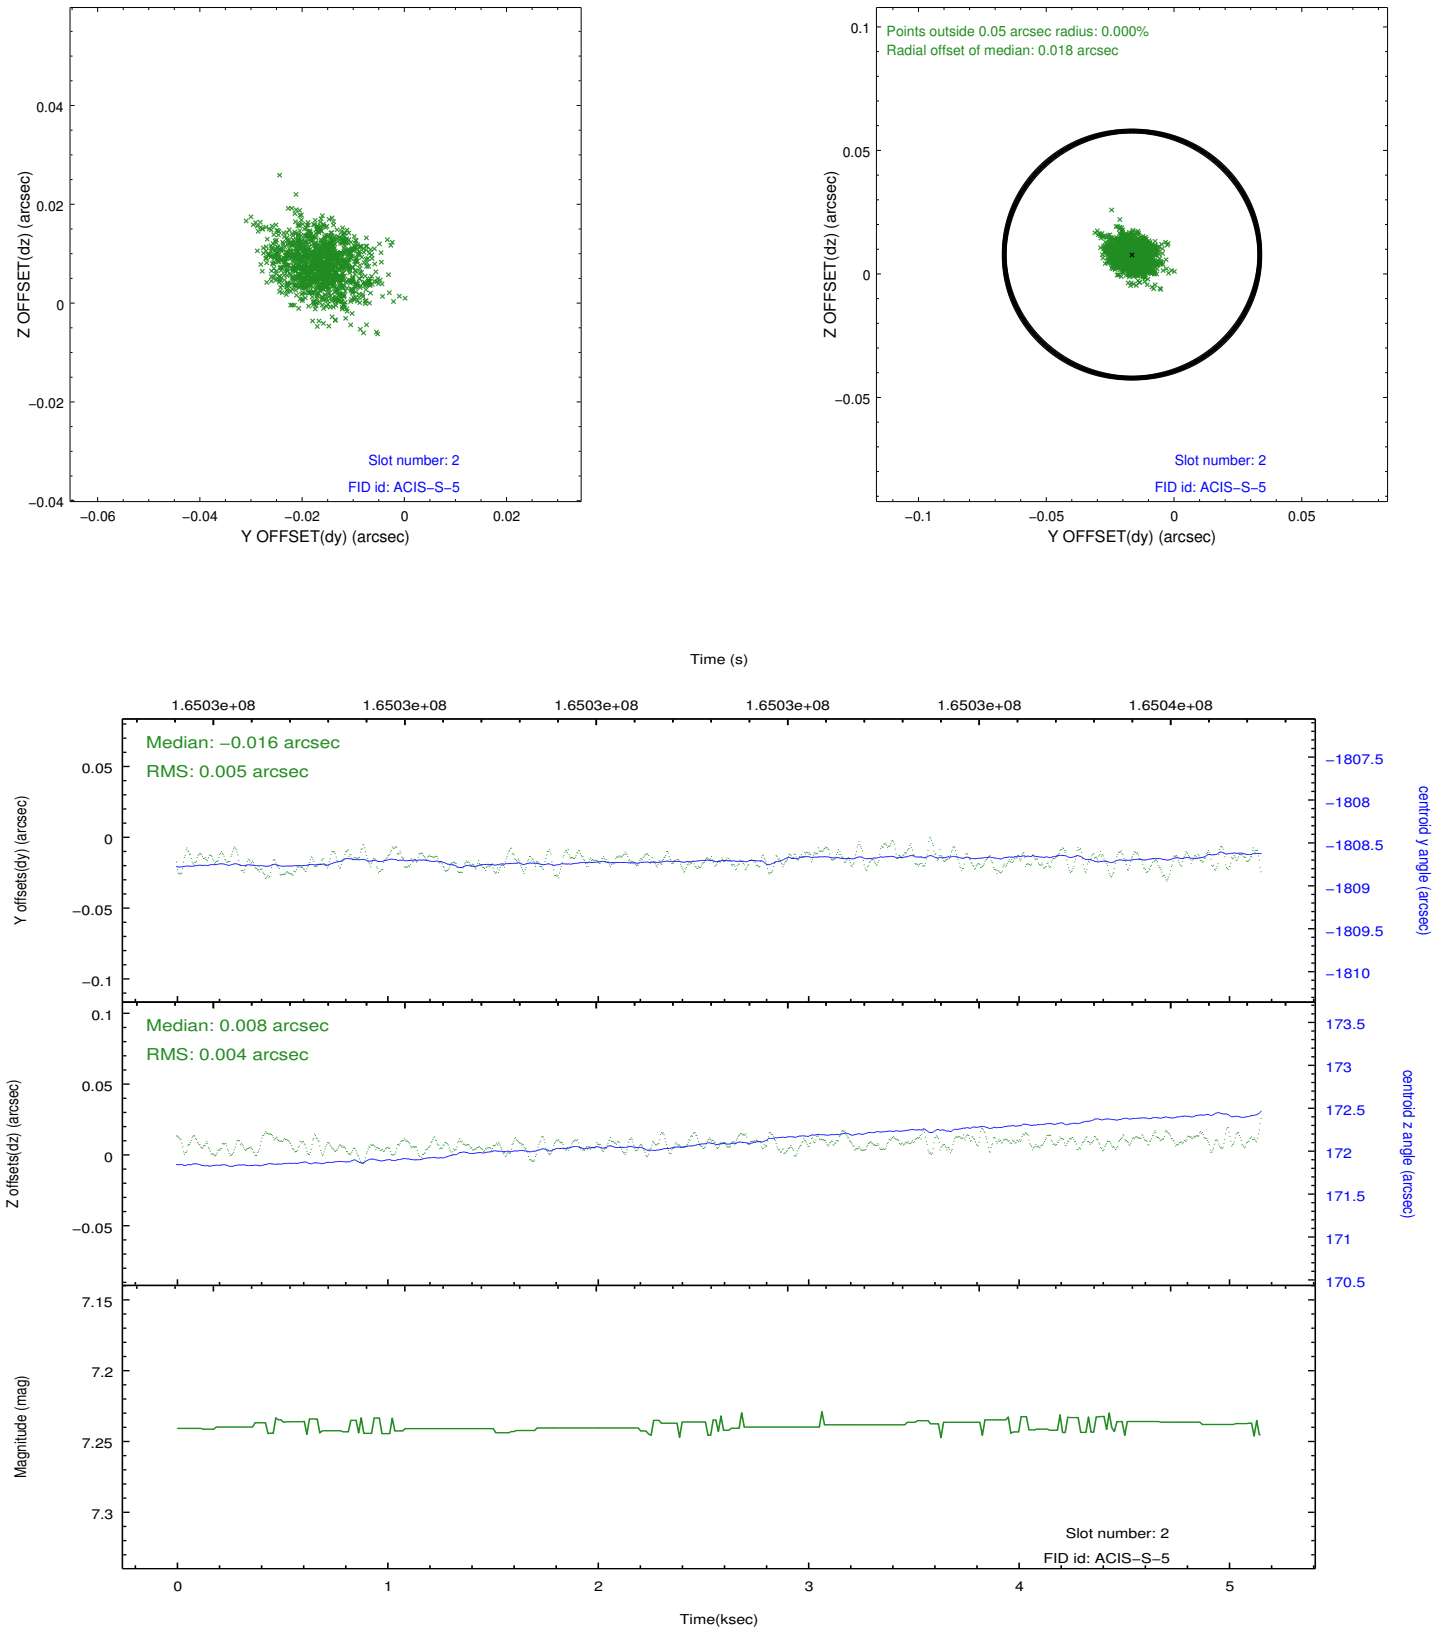 0.04
0.02
0
−0.02
−0.04
Z OFFSET(dz) (arcsec)
Slot number: 2
FID id: ACIS−S−5
−0.06
−0.04
−0.02
0
0.02
Y OFFSET(dy) (arcsec)
Points outside 0.05 arcsec radius: 0.000%
Radial offset of median: 0.018 arcsec
0.1
0.05
0
−0.05
Z OFFSET(dz) (arcsec)
Slot number: 2
FID id: ACIS−S−5
−0.1
−0.05
0
0.05
Y OFFSET(dy) (arcsec)
Time (s)
1.6503e+08
1.6503e+08
1.6503e+08
1.6503e+08
1.6503e+08
1.6504e+08
Median: −0.016 arcsec
RMS: 0.005 arcsec
0.05
0
−0.05
−0.1
Y offsets(dy) (arcsec)
−1807.5
−1808
−1808.5
−1809
−1809.5
−1810
centroid y angle (arcsec)
Median: 0.008 arcsec
RMS: 0.004 arcsec
0.1
0.05
0
−0.05
Z offsets(dz) (arcsec)
173.5
173
172.5
172
171.5
171
170.5
centroid z angle (arcsec)
7.15
7.2
7.25
7.3
Magnitude (mag)
Slot number: 2
FID id: ACIS−S−5
0
1
2
3
4
5
Time(ksec)